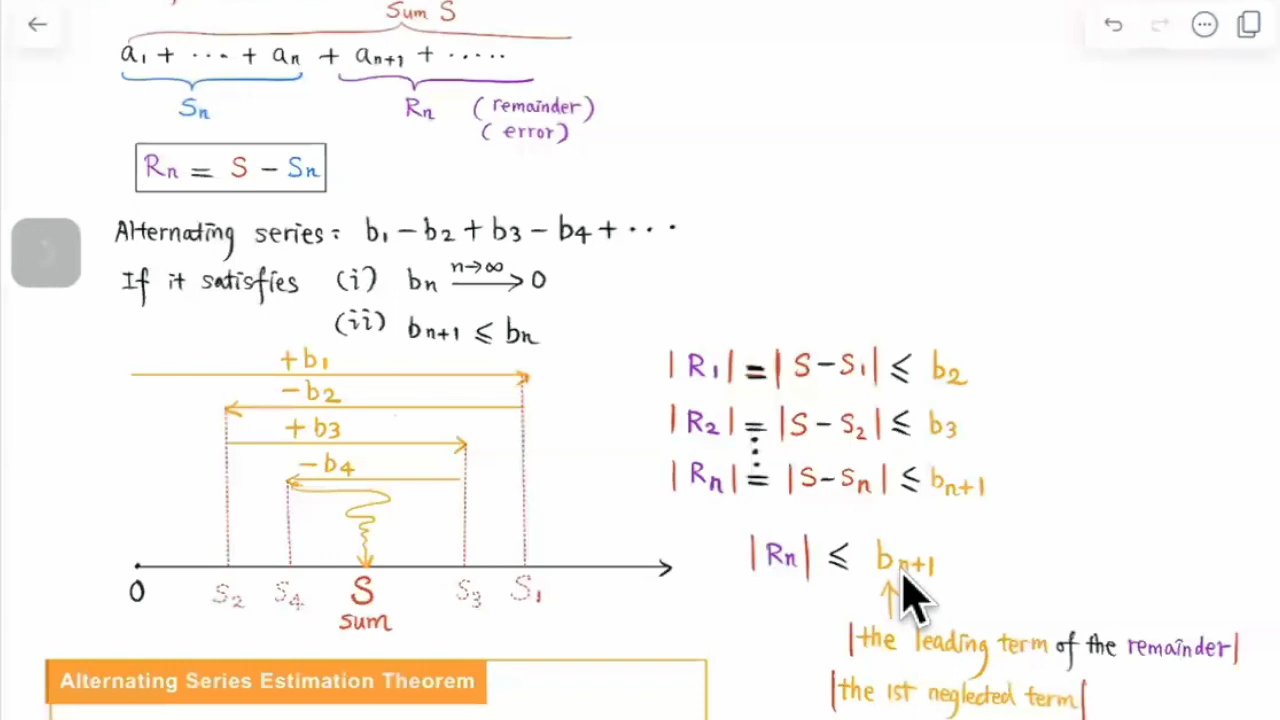 Sum S
a₁ + ··· + aₙ + aₙ₊₁ + ·····
Sₙ Rₙ (remainder)
(error)
Rₙ = S − Sₙ
Alternating series: b₁ − b₂ + b₃ − b₄ + ···
If it satisfies (i) bₙ —n→∞→ 0
(ii) bₙ₊₁ ≤ bₙ
+b₁
−b₂
+b₃
−b₄
0 S₂ S₄ S S₃ S₁
sum
|R₁| = |S − S₁| ≤ b₂
|R₂| = |S − S₂| ≤ b₃
⋮
|Rₙ| = |S − Sₙ| ≤ bₙ₊₁
|Rₙ| ≤ bₙ₊₁
|the leading term of the remainder|
|the 1st neglected term|
Alternating Series Estimation Theorem